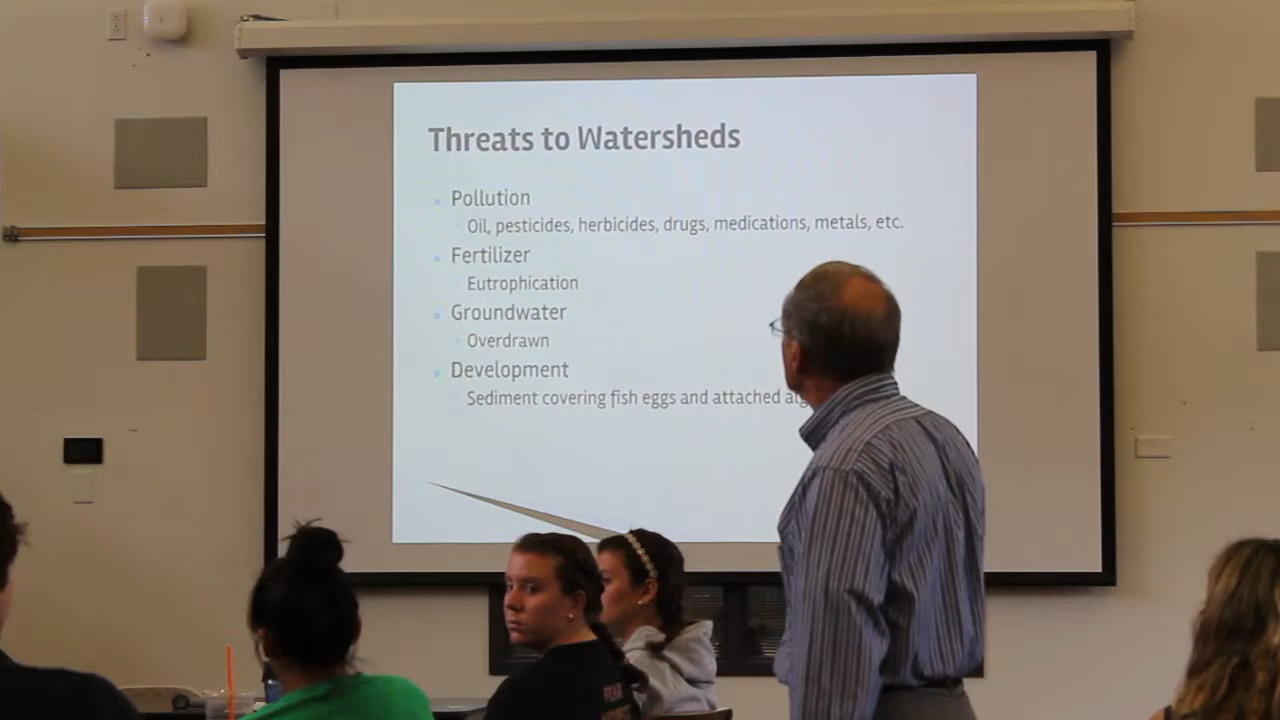 Threats to Watersheds
Pollution
Oil, pesticides, herbicides, drugs, medications, metals, etc.
Fertilizer
Eutrophication
Groundwater
Overdrawn
Development
Sediment covering fish eggs and attached